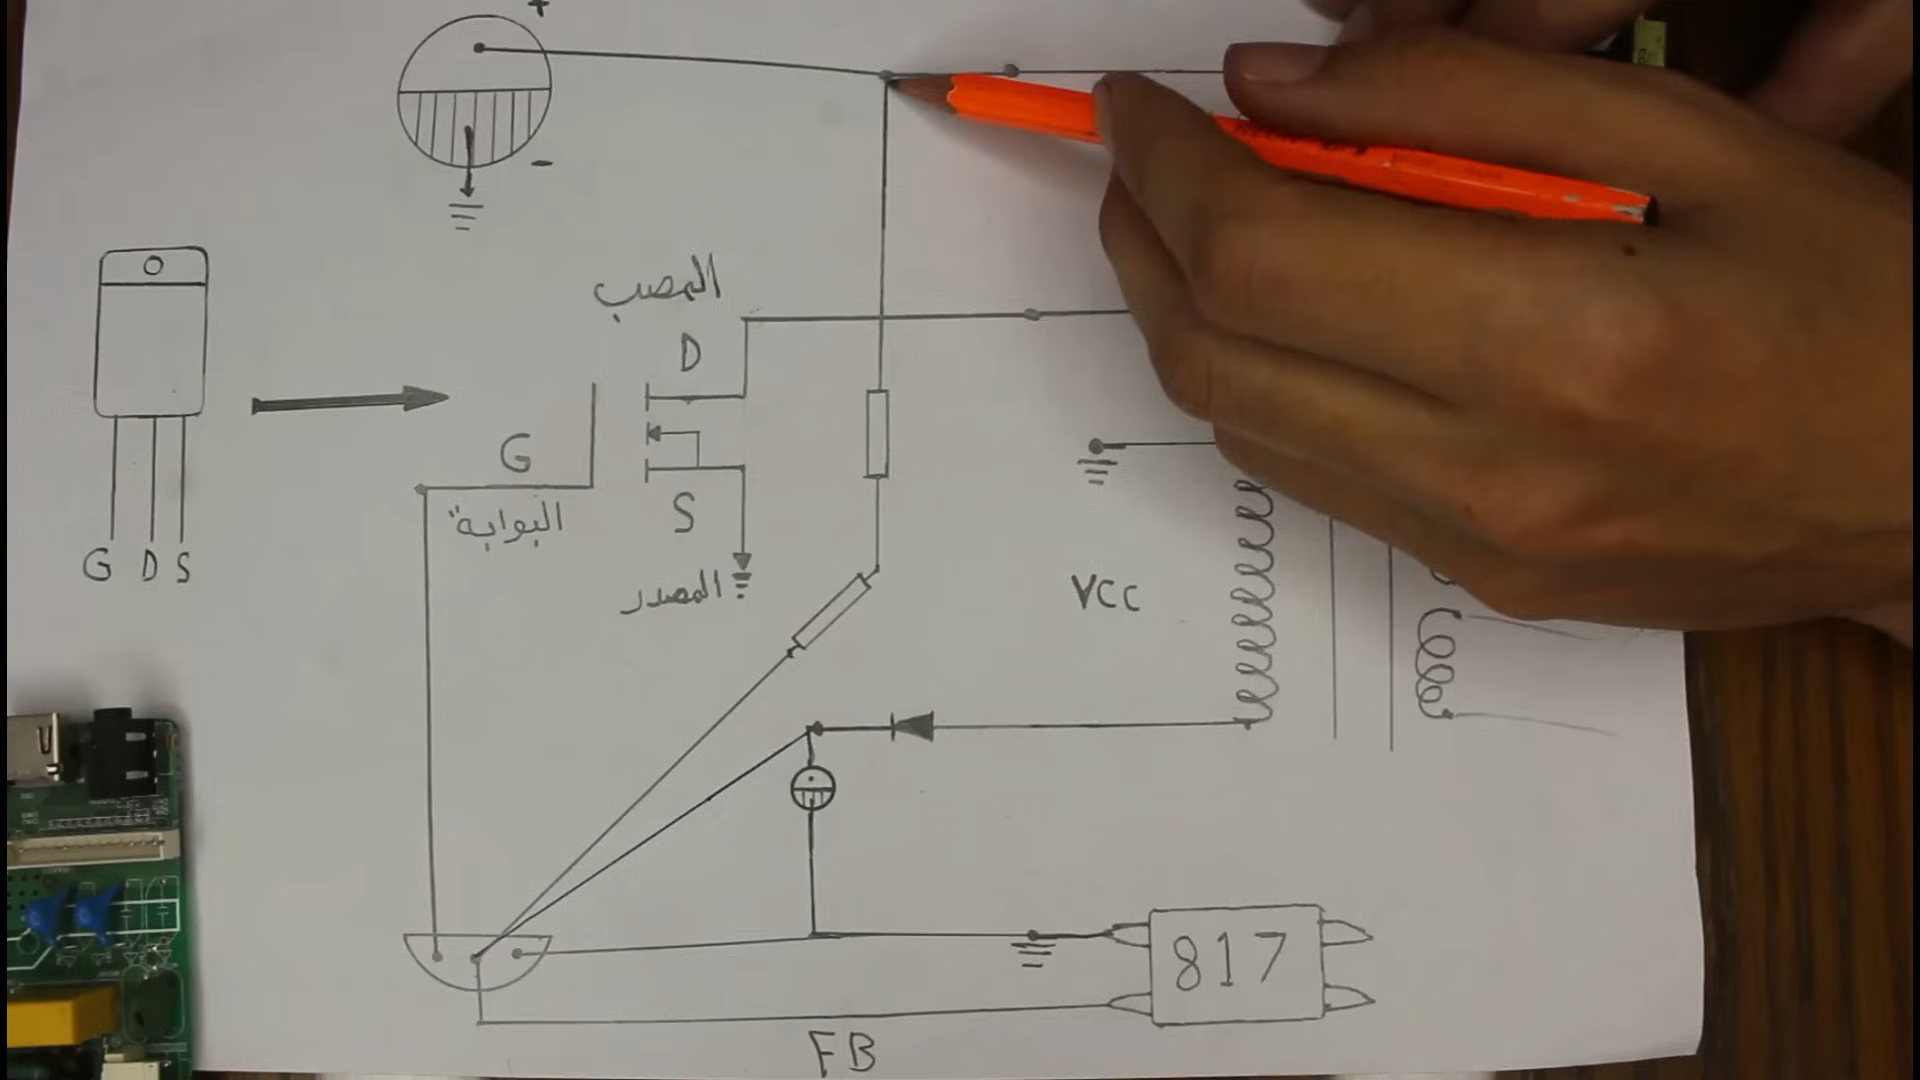 +
-
المصب
D
G
البوابة
S
المصدر
G D S
VCC
817
FB